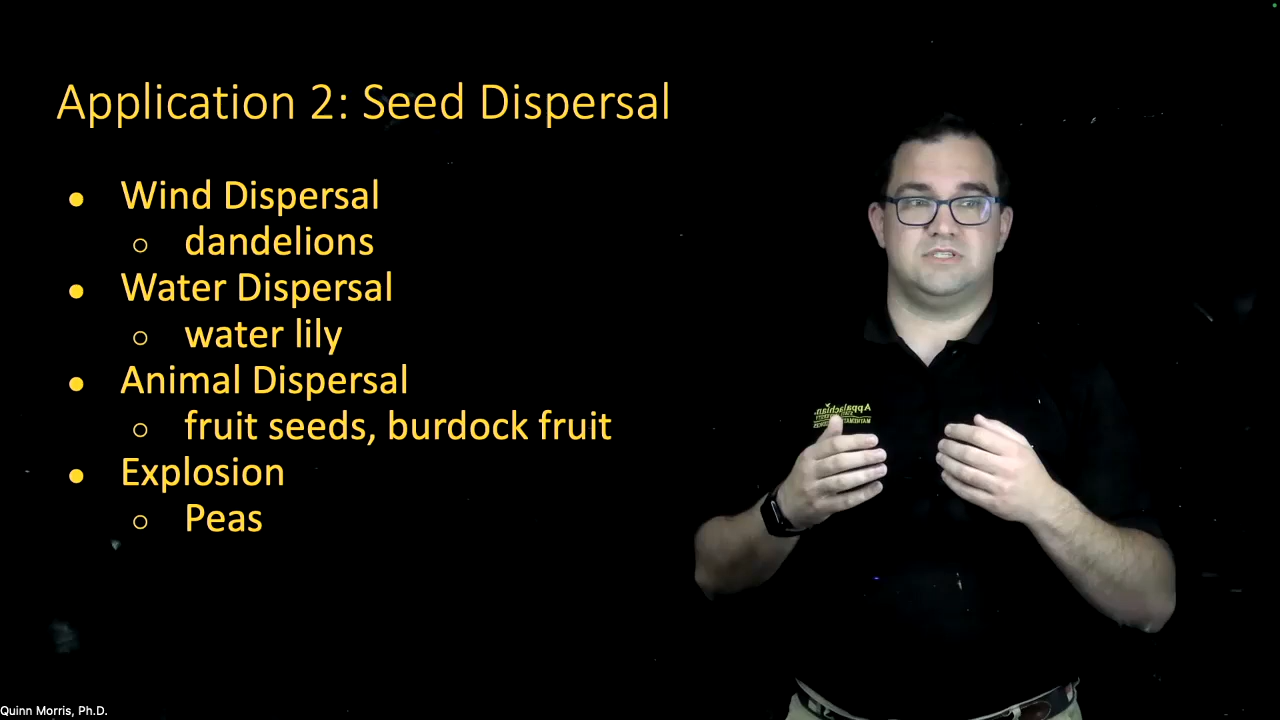 Application 2: Seed Dispersal
● Wind Dispersal
○ dandelions
● Water Dispersal
○ water lily
● Animal Dispersal
○ fruit seeds, burdock fruit
● Explosion
○ Peas
Appalachian
Quinn Morris, Ph.D.